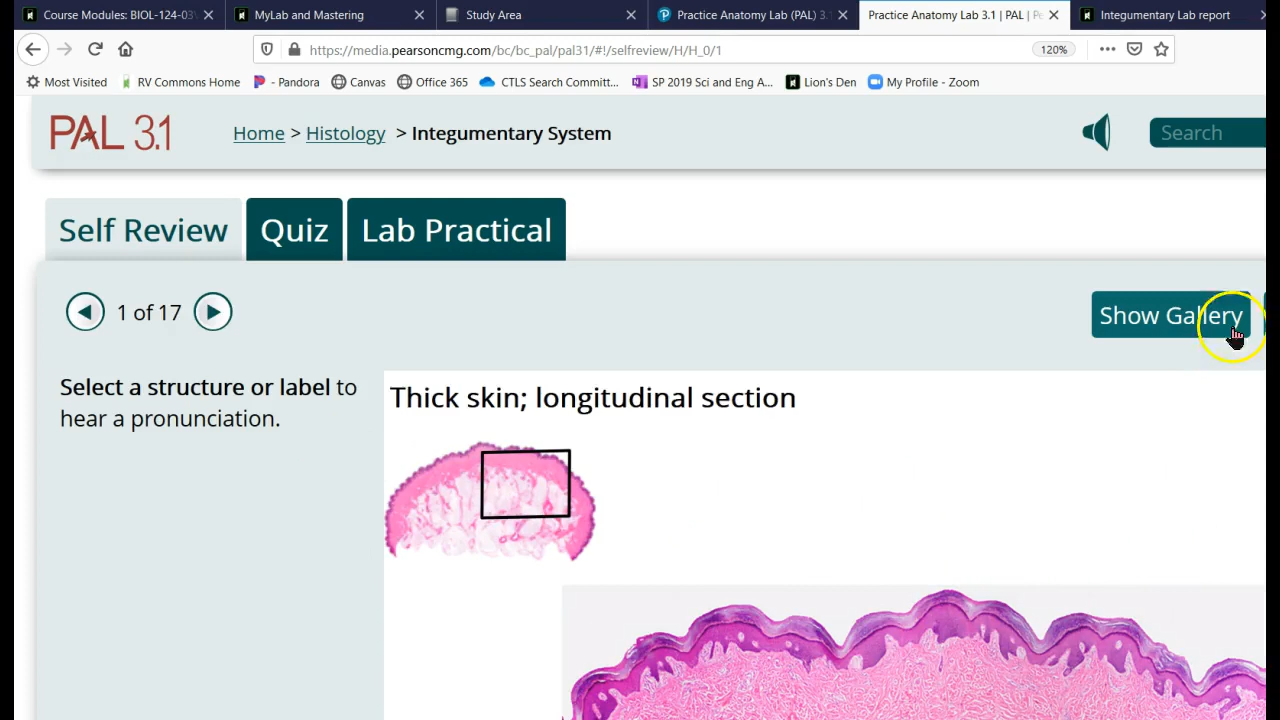 Course Modules: BIOL-124-03
MyLab and Mastering
Study Area
Practice Anatomy Lab (PAL) 3.1
Practice Anatomy Lab 3.1 | PAL | Pe
Integumentary Lab report
https://media.pearsoncmg.com/bc/bc_pal/pal31/#!/selfreview/H/H_0/1
120%
Most Visited
RV Commons Home
- Pandora
Canvas
Office 365
CTLS Search Committ...
SP 2019 Sci and Eng A...
Lion's Den
My Profile - Zoom
PAL 3.1
Home > Histology > Integumentary System
Search
Self Review
Quiz
Lab Practical
1 of 17
Show Gallery
Select a structure or label to
hear a pronunciation.
Thick skin; longitudinal section